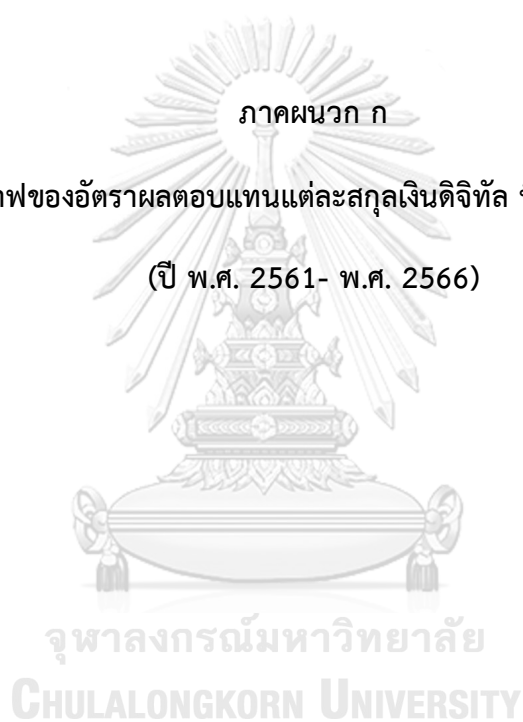 ภาคผนวก ก
ของอัตราผลตอบแทนแต่ละสกุลเงินดิจิทัล
(ปี พ.ศ. 2561- พ.ศ. 2566)
จุฬาลงกรณ์มหาวิทยาลัย
CHULALONGKORN UNIVERSITY